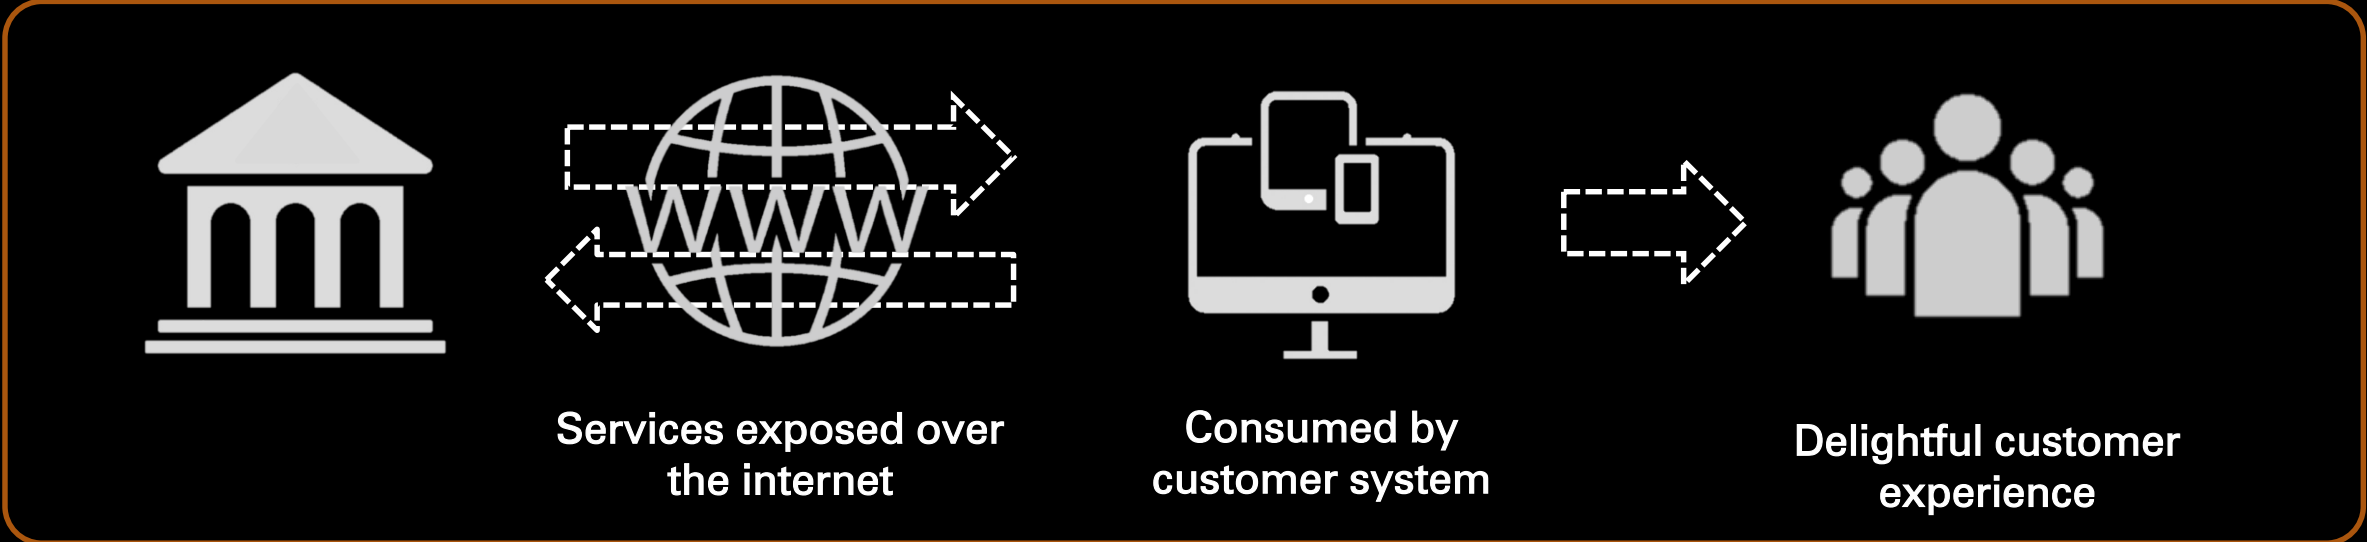 WWW
Services exposed over
the internet
Consumed by
customer system
Delightful customer
experience